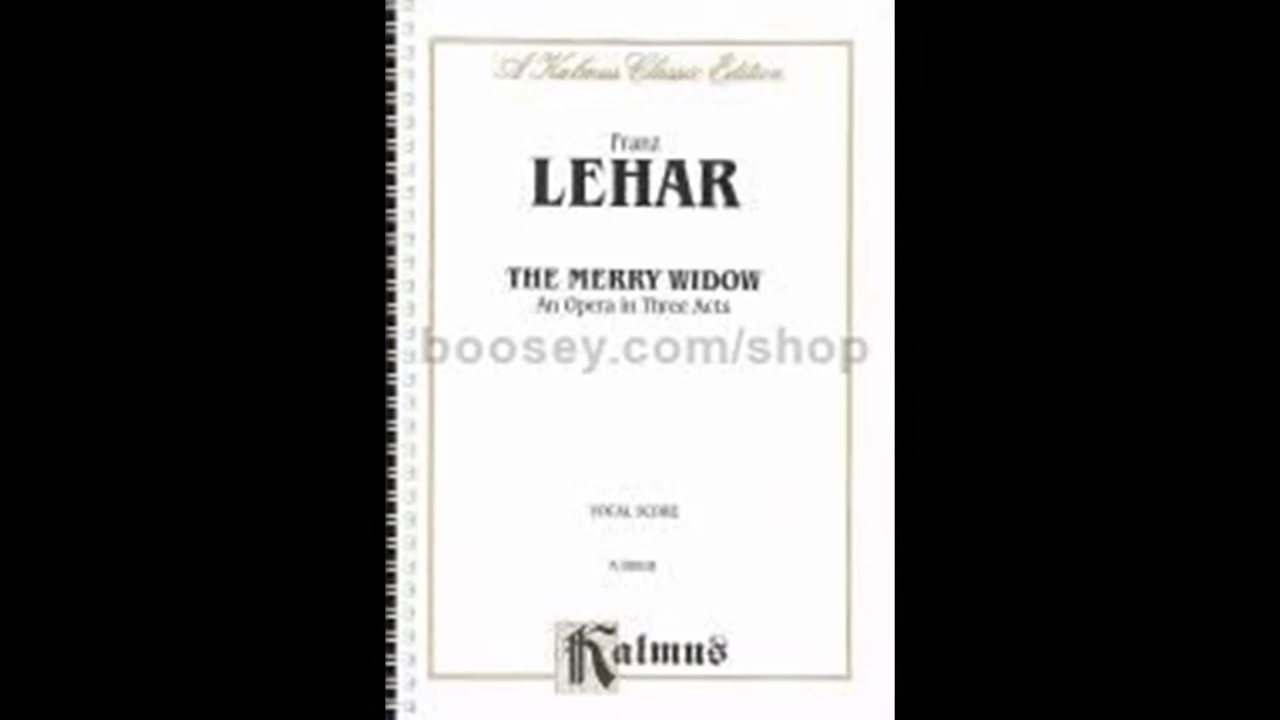 A Kalmus Classic Edition
Franz
LEHAR
THE MERRY WIDOW
An Opera in Three Acts
boosey.com/shop
VOCAL SCORE
Kalmus